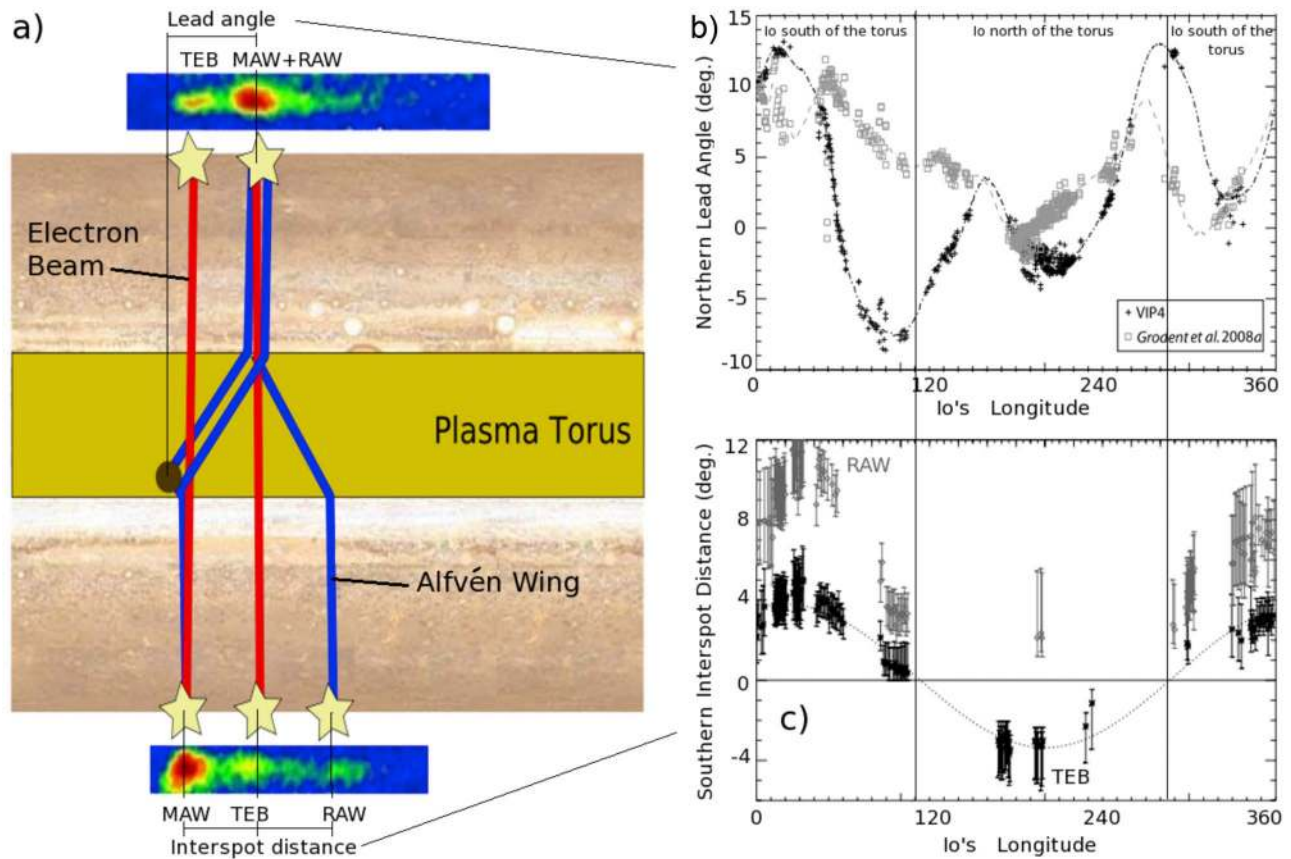 a)
Lead angle
TEB
MAW+RAW
Electron
Beam
Plasma Torus
Alfvén Wing
MAW
TEB
RAW
Interspot distance
b)
Io south of the torus
Io north of the torus
Io south of
the torus
Northern Lead Angle (deg.)
15
10
5
0
-5
-10
+ VIP4
□ Grodent et al. 2008a
0
120
240
360
Io's Longitude
RAW
c)
TEB
Southern Interspot Distance (deg.)
12
8
4
0
-4
0
120
240
360
Io's Longitude